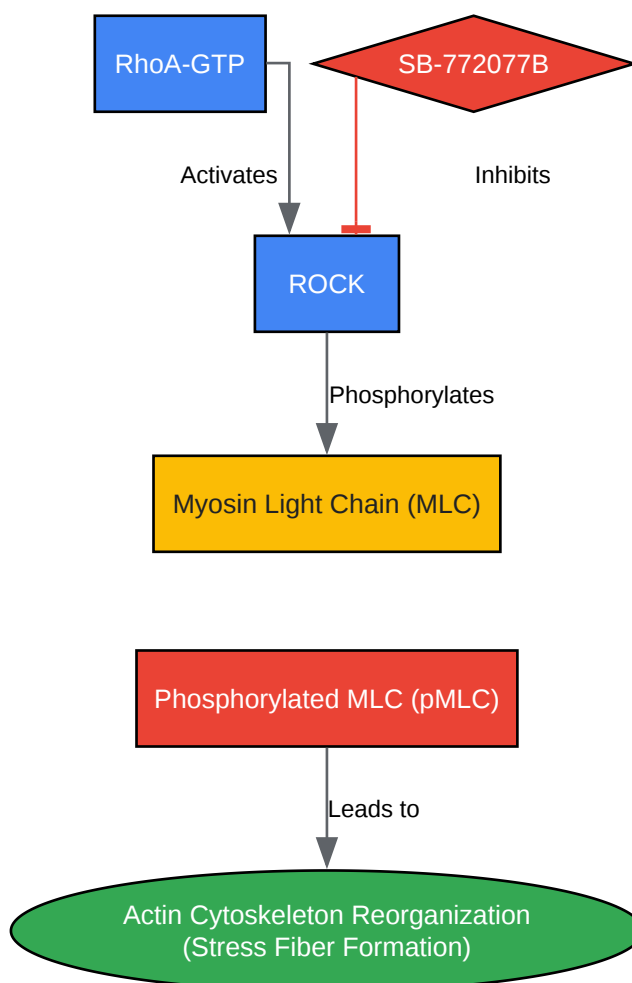 RhoA-GTP
SB-772077B
Activates
Inhibits
ROCK
Phosphorylates
Myosin Light Chain (MLC)
Phosphorylated MLC (pMLC)
Leads to
Actin Cytoskeleton Reorganization
(Stress Fiber Formation)